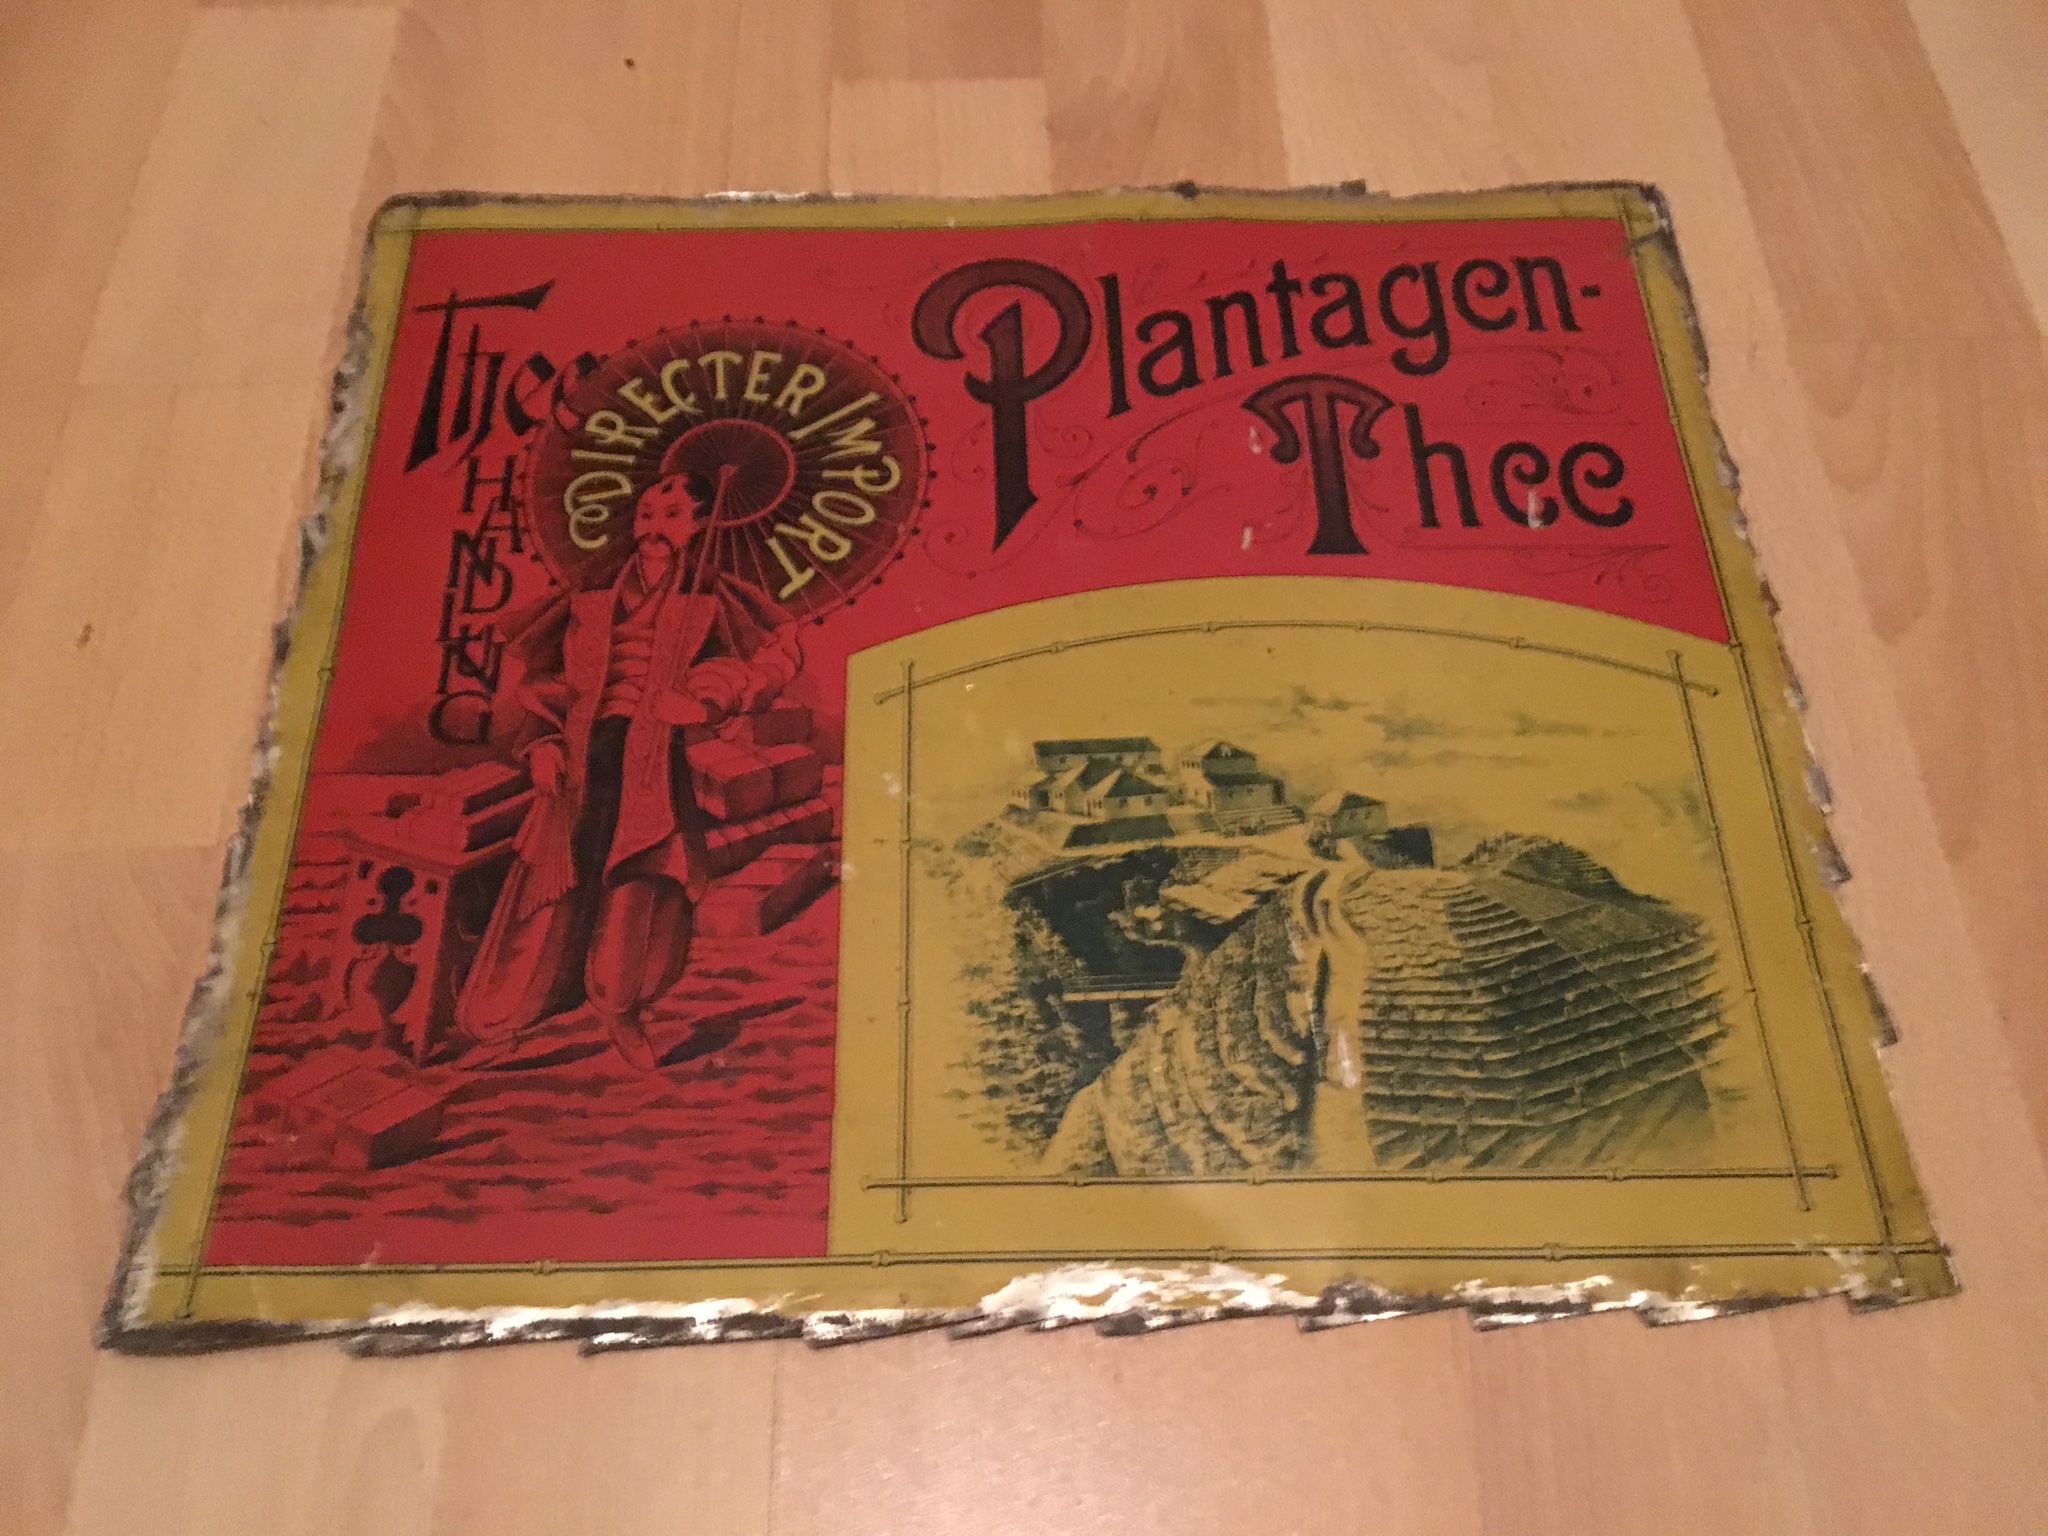 Thee
HANDLUNG
DIRECTER IMPORT
Plantagen-
Thee